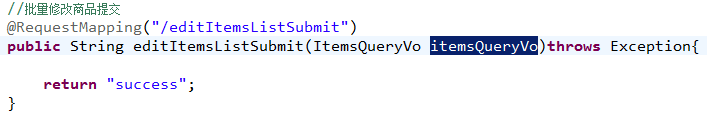 //批量修改商品提交
@RequestMapping("/editItemsListSubmit")
public String editItemsListSubmit(ItemsQueryVo itemsQueryVo)throws Exception{
return "success";
}